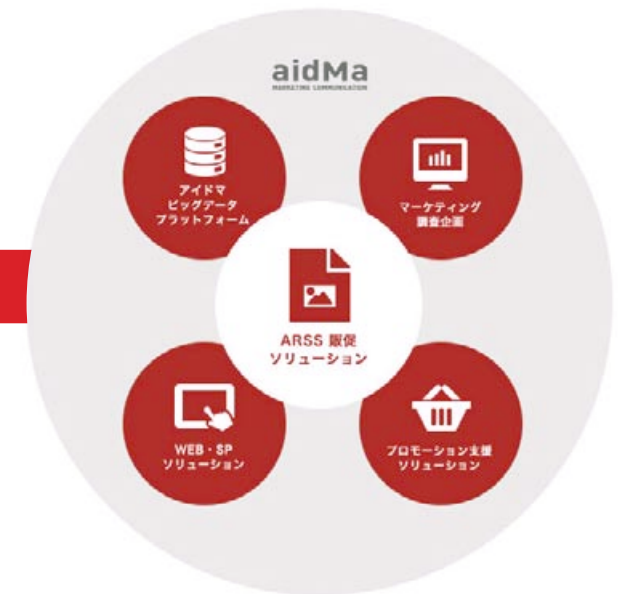 aidMa
MARKETING COMMUNICATION
アイドマ
ビッグデータ
プラットフォーム
マーケティング
調査企画
ARSS 販促
ソリューション
WEB・SP
ソリューション
プロモーション支援
ソリューション